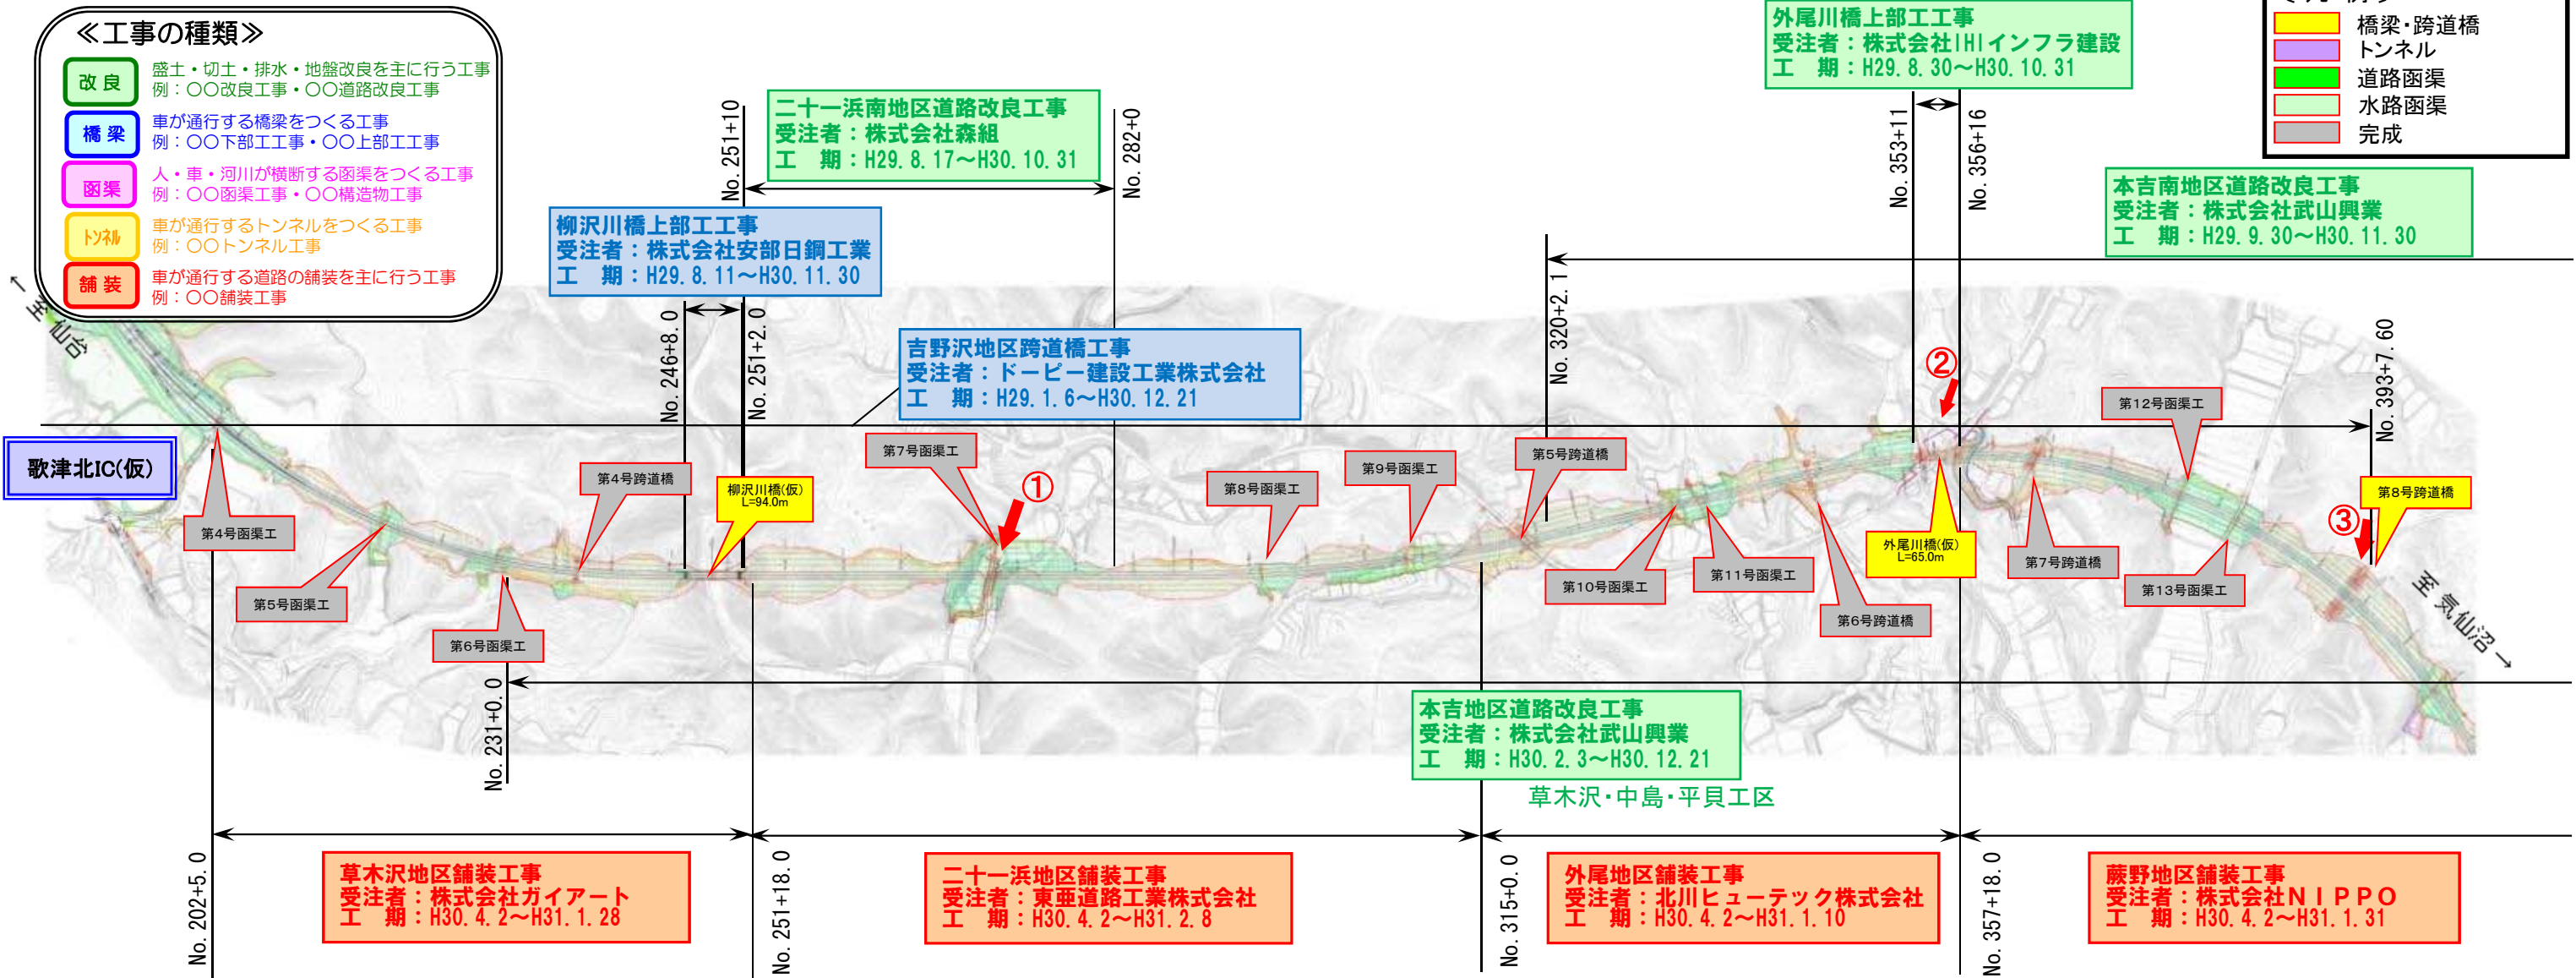 ≪工事の種類≫
改 良
盛土・切土・排水・地盤改良を主に行う工事
例：〇〇改良工事・〇〇道路改良工事
橋 梁
車が通行する橋梁をつくる工事
例：〇〇下部工工事・〇〇上部工工事
函渠
人・車・河川が横断する函渠をつくる工事
例：〇〇函渠工事・〇〇構造物工事
トンネル
車が通行するトンネルをつくる工事
例：〇〇トンネル工事
舗 装
車が通行する道路の舗装を主に行う工事
例：〇〇舗装工事
橋梁・跨道橋
トンネル
道路函渠
水路函渠
完成
外尾川橋上部工工事
受注者：株式会社IHIインフラ建設
工　期：H29.8.30～H30.10.31
二十一浜南地区道路改良工事
受注者：株式会社森組
工　期：H29.8.17～H30.10.31
No.251+10
No.282+0
No.353+11
No.356+16
本吉南地区道路改良工事
受注者：株式会社武山興業
工　期：H29.9.30～H30.11.30
柳沢川橋上部工工事
受注者：株式会社安部日鋼工業
工　期：H29.8.11～H30.11.30
No.246+8.0
No.251+2.0
吉野沢地区跨道橋工事
受注者：ドーピー建設工業株式会社
工　期：H29.1.6～H30.12.21
No.320+2.1
No.393+7.60
←至 仙台
歌津北IC(仮)
第4号函渠工
第5号函渠工
第6号函渠工
第4号跨道橋
柳沢川橋(仮)
L=94.0m
第7号函渠工
①
第8号函渠工
第9号函渠工
第5号跨道橋
第10号函渠工
第11号函渠工
第6号跨道橋
②
外尾川橋(仮)
L=65.0m
第7号跨道橋
第12号函渠工
第13号函渠工
③
第8号跨道橋
至 気仙沼→
No.231+0.0
本吉地区道路改良工事
受注者：株式会社武山興業
工　期：H30.2.3～H30.12.21
草木沢・中島・平貝工区
No.202+5.0
草木沢地区舗装工事
受注者：株式会社ガイアート
工　期：H30.4.2～H31.1.28
No.251+18.0
二十一浜地区舗装工事
受注者：東亜道路工業株式会社
工　期：H30.4.2～H31.2.8
No.315+0.0
外尾地区舗装工事
受注者：北川ヒューテック株式会社
工　期：H30.4.2～H31.1.10
No.357+18.0
蕨野地区舗装工事
受注者：株式会社ＮＩＰＰＯ
工　期：H30.4.2～H31.1.31